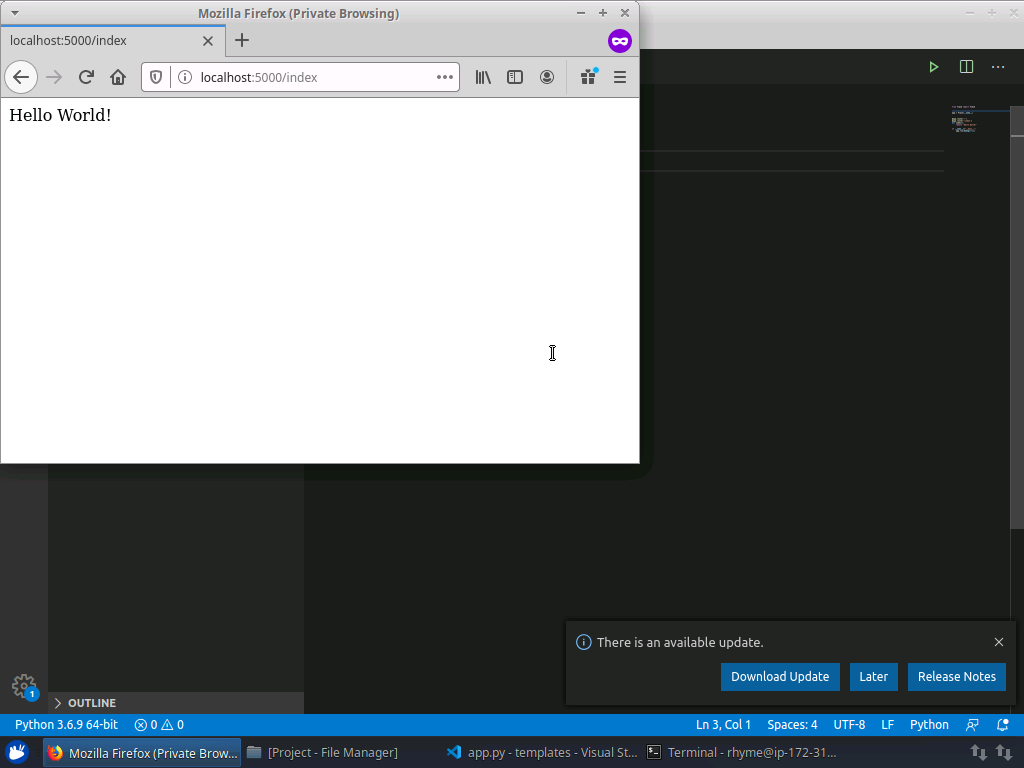 Mozilla Firefox (Private Browsing)
localhost:5000/index
localhost:5000/index
Hello World!
There is an available update.
Download Update
Later
Release Notes
1
OUTLINE
Python 3.6.9 64-bit
0
0
Ln 3, Col 1
Spaces: 4
UTF-8
LF
Python
Mozilla Firefox (Private Brow...
[Project - File Manager]
app.py - templates - Visual St...
Terminal - rhyme@ip-172-31...